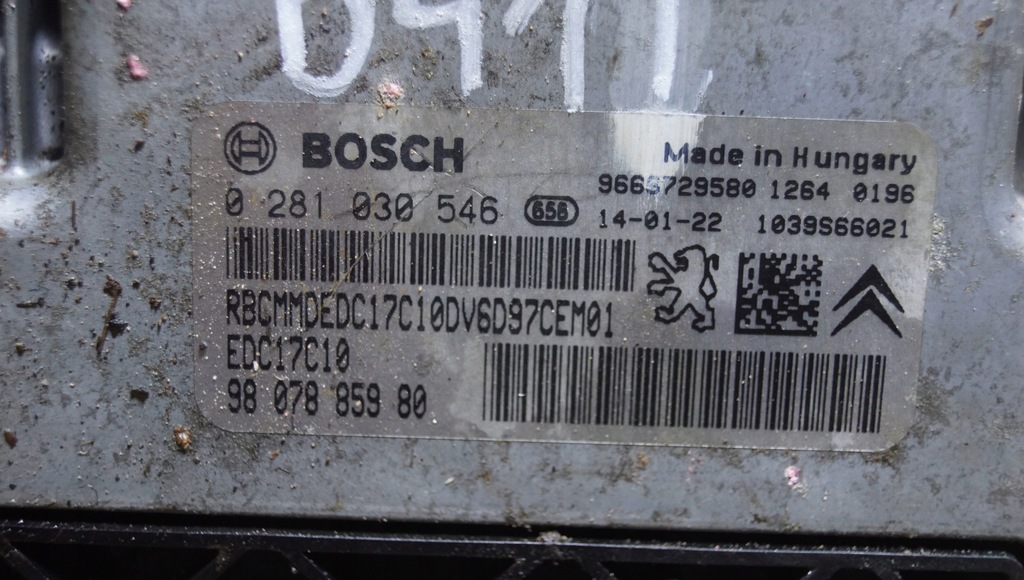 BOSCH
Made in Hungary
9665729580 1264 0196
0 281 030 546 656
14-01-22 1039S66021
RBCMMDEDC17C10DV6D97CEM01
EDC17C10
98 078 859 80